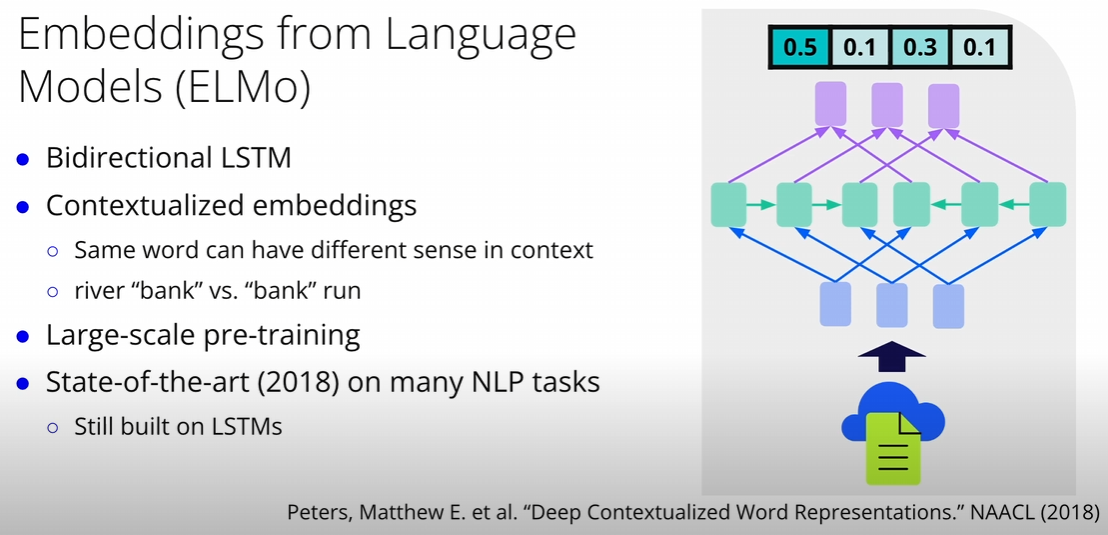 Embeddings from Language
Models (ELMo)
● Bidirectional LSTM
● Contextualized embeddings
○ Same word can have different sense in context
○ river “bank” vs. “bank” run
● Large-scale pre-training
● State-of-the-art (2018) on many NLP tasks
○ Still built on LSTMs
0.5 0.1 0.3 0.1
Peters, Matthew E. et al. “Deep Contextualized Word Representations.” NAACL (2018)